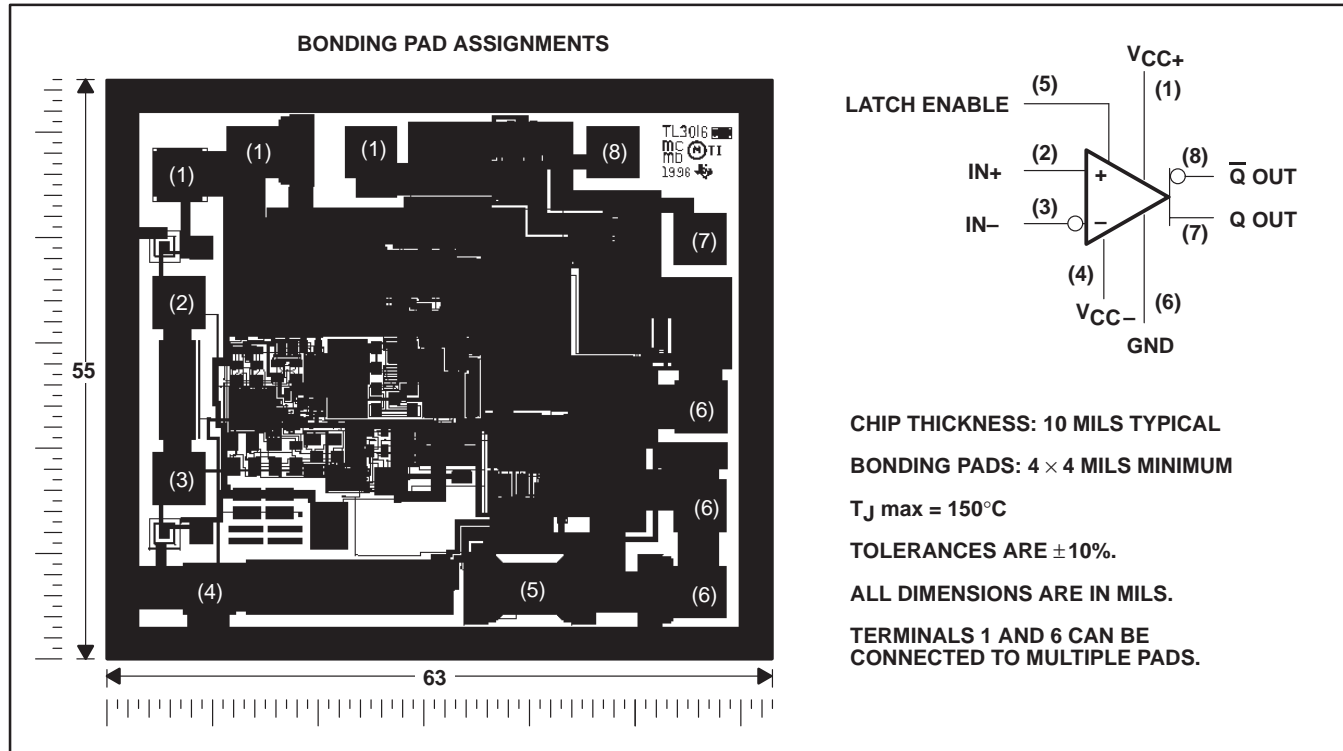 BONDING PAD ASSIGNMENTS
(1)
(1)
(1)
(8)
TL3016
MC
MD
TI
1996
(7)
(2)
(6)
(3)
(6)
(4)
(5)
(6)
55
63
VCC+
(5)
(1)
LATCH ENABLE
IN+
(2)
+
(8)
Q̅ OUT
IN–
(3)
–
(7)
Q OUT
(4)
VCC–
(6)
GND
CHIP THICKNESS: 10 MILS TYPICAL
BONDING PADS: 4 × 4 MILS MINIMUM
TJ max = 150°C
TOLERANCES ARE ±10%.
ALL DIMENSIONS ARE IN MILS.
TERMINALS 1 AND 6 CAN BE
CONNECTED TO MULTIPLE PADS.